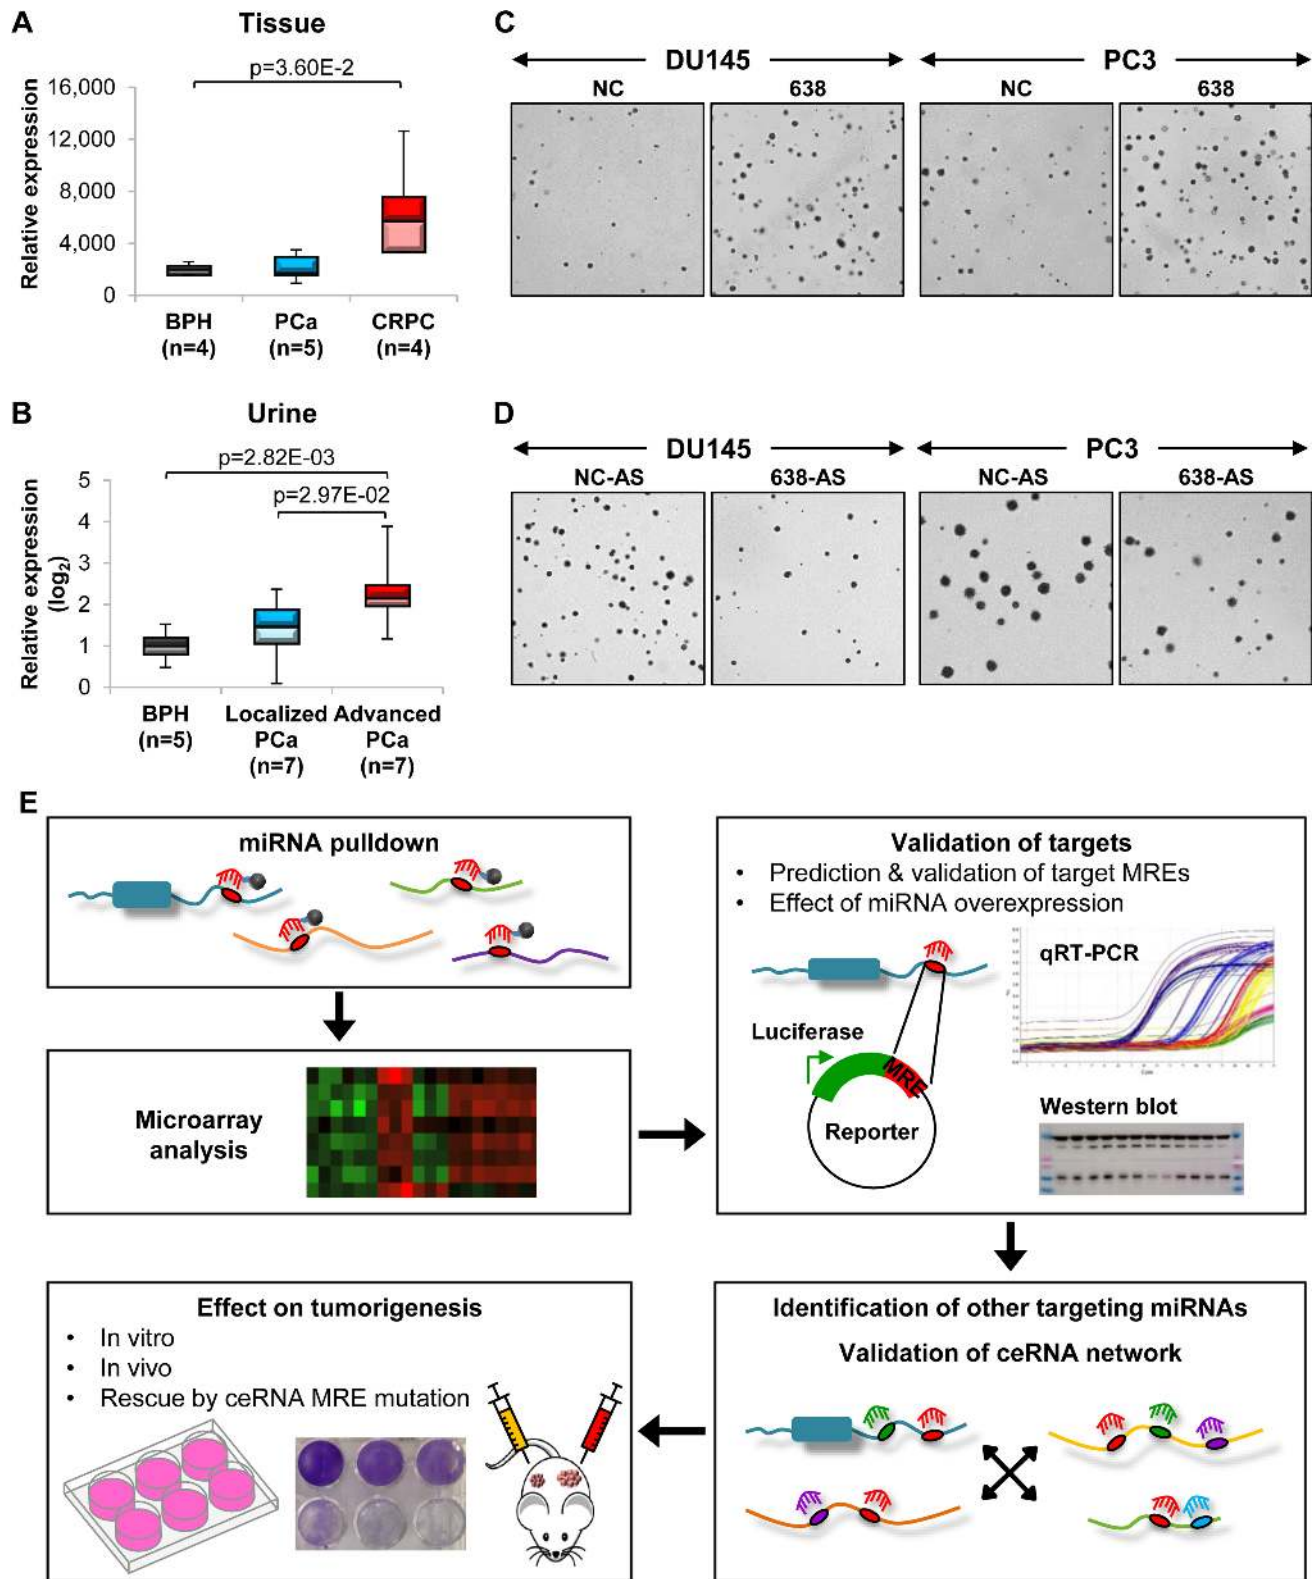 A
Tissue
p=3.60E-2
Relative expression
16,000
12,000
8,000
4,000
0
BPH
(n=4)
PCa
(n=5)
CRPC
(n=4)
B
Urine
p=2.82E-03
p=2.97E-02
Relative expression
(log2)
5
4
3
2
1
0
BPH
(n=5)
Localized
PCa
(n=7)
Advanced
PCa
(n=7)
C
DU145
PC3
NC
638
NC
638
D
DU145
PC3
NC-AS
638-AS
NC-AS
638-AS
E
miRNA pulldown
Microarray
analysis
Validation of targets
• Prediction & validation of target MREs
• Effect of miRNA overexpression
qRT-PCR
Luciferase
MRE
Reporter
Western blot
Identification of other targeting miRNAs
Validation of ceRNA network
Effect on tumorigenesis
• In vitro
• In vivo
• Rescue by ceRNA MRE mutation